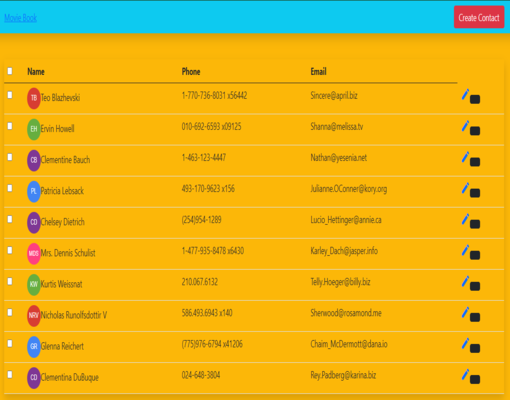 Movie Book
Create Contact
Name Phone Email
TB Teo Blazhevski 1-770-736-8031 x56442 Sincere@april.biz
EH Ervin Howell 010-692-6593 x09125 Shanna@melissa.tv
CB Clementine Bauch 1-463-123-4447 Nathan@yesenia.net
PL Patricia Lebsack 493-170-9623 x156 Julianne.OConner@kory.org
CD Chelsey Dietrich (254)954-1289 Lucio_Hettinger@annie.ca
MDS Mrs. Dennis Schulist 1-477-935-8478 x6430 Karley_Dach@jasper.info
KW Kurtis Weissnat 210.067.6132 Telly.Hoeger@billy.biz
NRV Nicholas Runolfsdottir V 586.493.6943 x140 Sherwood@rosamond.me
GR Glenna Reichert (775)976-6794 x41206 Chaim_McDermott@dana.io
CD Clementina DuBuque 024-648-3804 Rey.Padberg@karina.biz